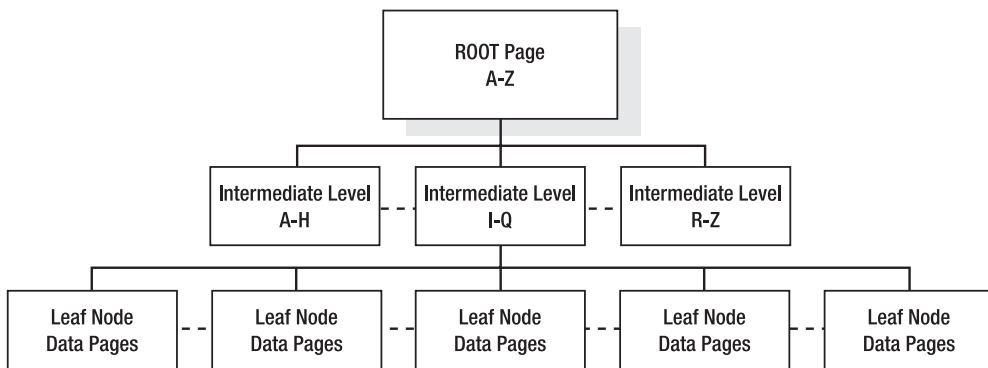 ROOT Page
A-Z
Intermediate Level
A-H
Intermediate Level
I-Q
Intermediate Level
R-Z
Leaf Node
Data Pages
Leaf Node
Data Pages
Leaf Node
Data Pages
Leaf Node
Data Pages
Leaf Node
Data Pages